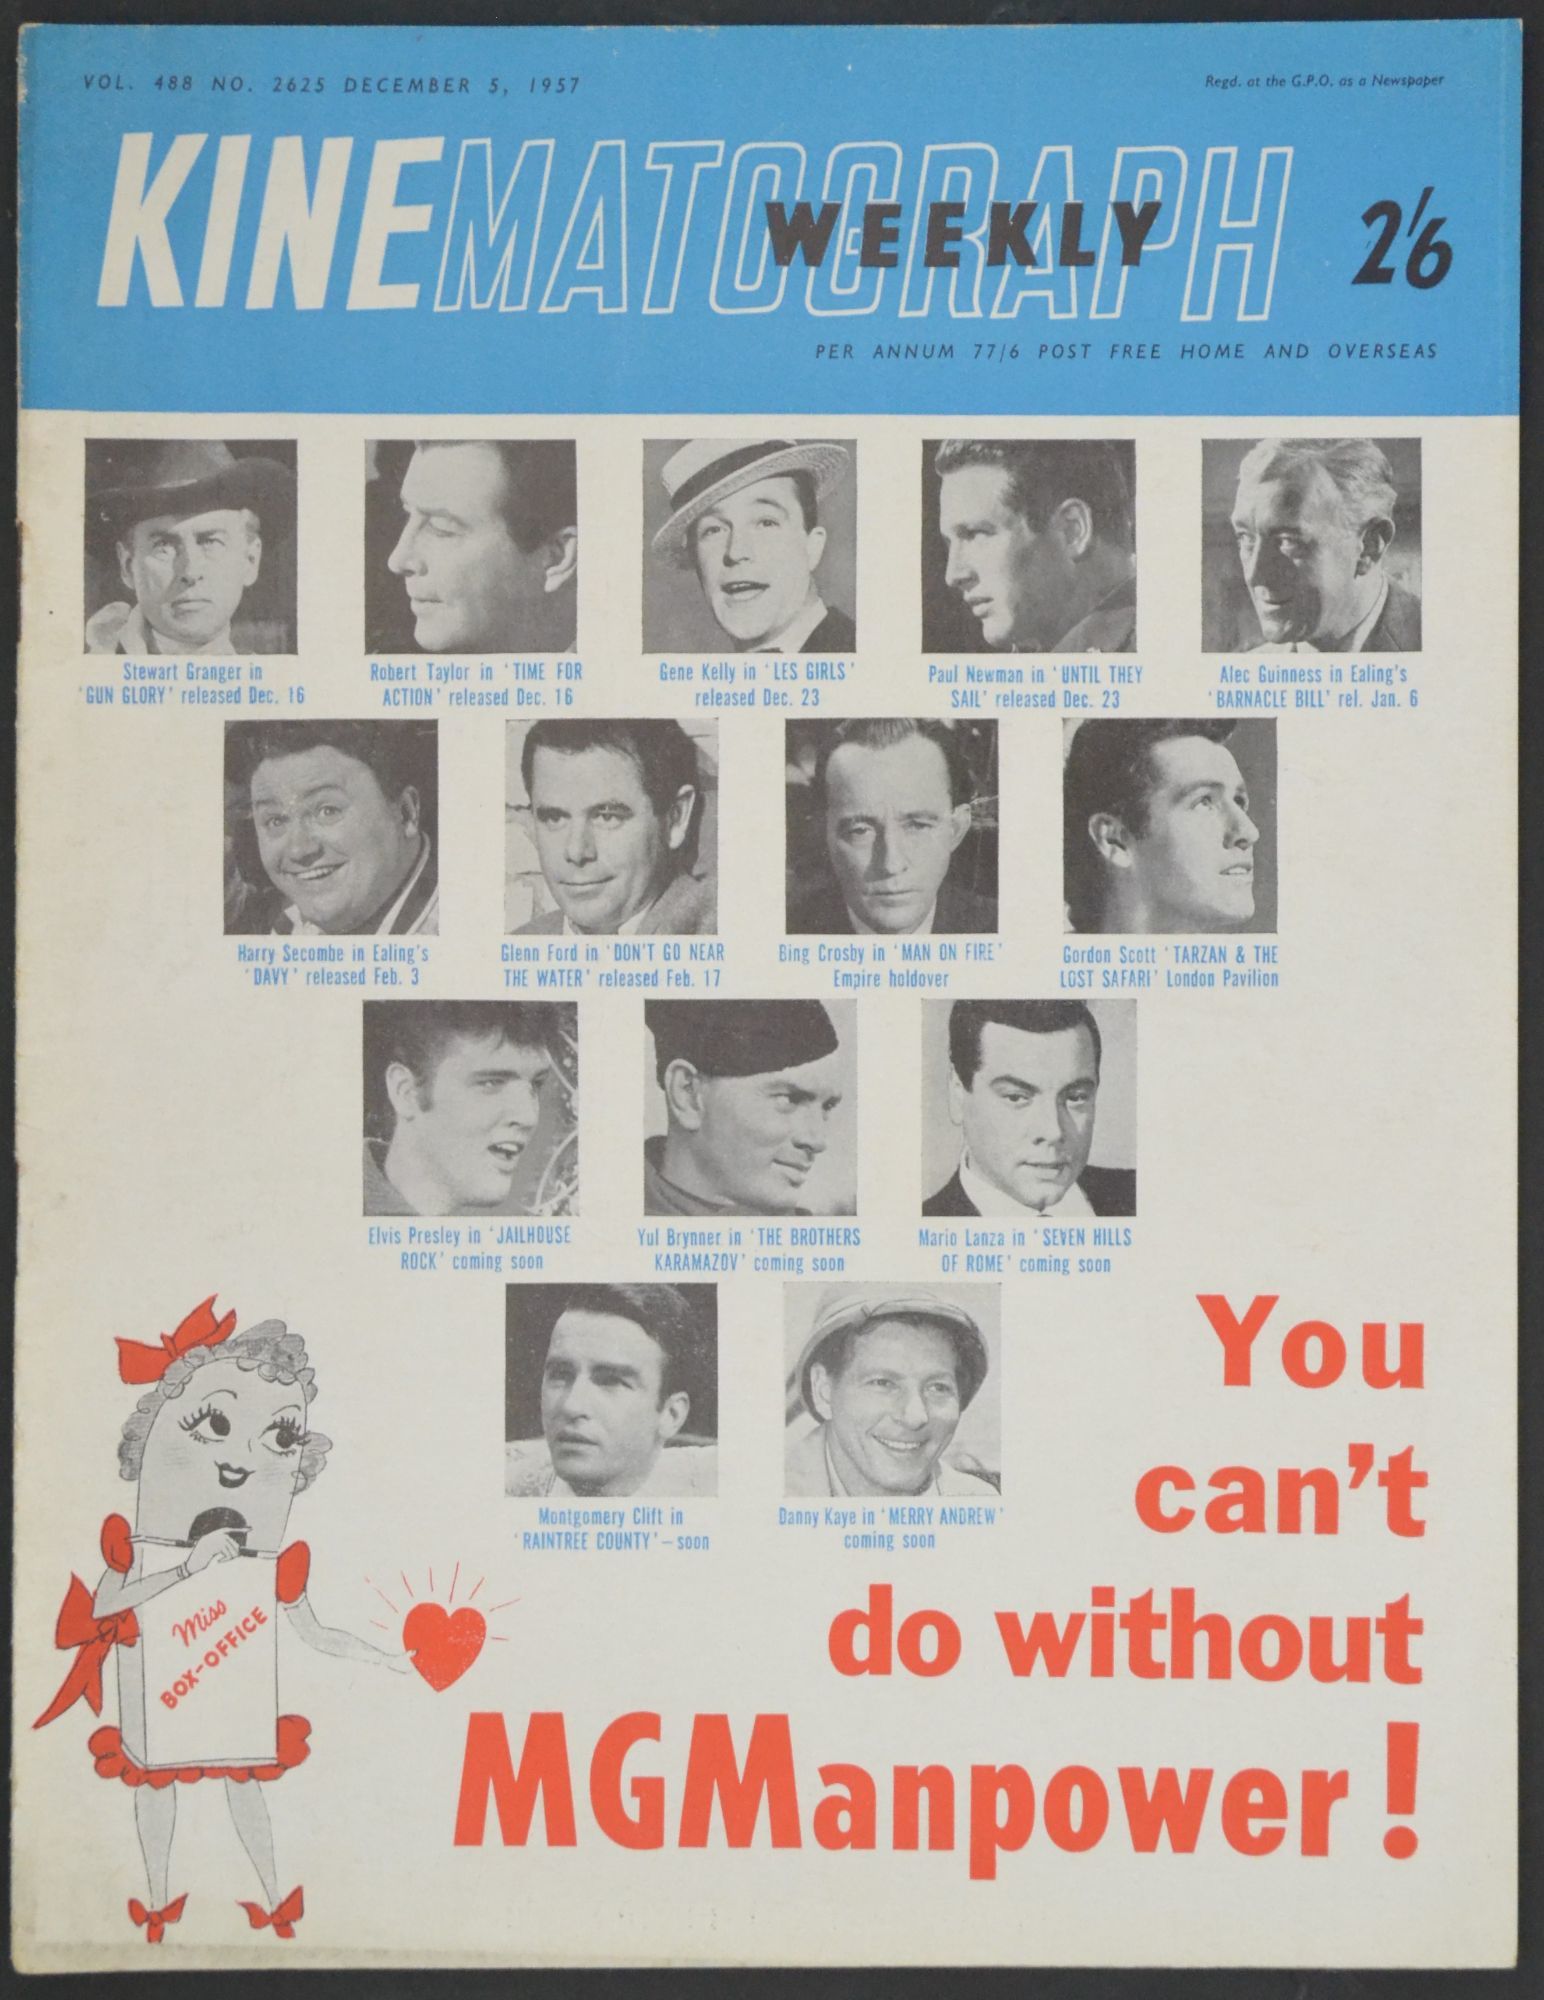 VOL. 488 NO. 2625 DECEMBER 5, 1957
Regd. at the G.P.O. as a Newspaper
KINEMATOGRAPH
WEEKLY
2'6
PER ANNUM 77/6 POST FREE HOME AND OVERSEAS
Stewart Granger in
'GUN GLORY' released Dec. 16
Robert Taylor in 'TIME FOR
ACTION' released Dec. 16
Gene Kelly in 'LES GIRLS'
released Dec. 23
Paul Newman in 'UNTIL THEY
SAIL' released Dec. 23
Alec Guinness in Ealing's
'BARNACLE BILL' rel. Jan. 6
Harry Secombe in Ealing's
'DAVY' released Feb. 3
Glenn Ford in 'DON'T GO NEAR
THE WATER' released Feb. 17
Bing Crosby in 'MAN ON FIRE'
Empire holdover
Gordon Scott 'TARZAN & THE
LOST SAFARI' London Pavilion
Elvis Presley in 'JAILHOUSE
ROCK' coming soon
Yul Brynner in 'THE BROTHERS
KARAMAZOV' coming soon
Mario Lanza in 'SEVEN HILLS
OF ROME' coming soon
Montgomery Clift in
'RAINTREE COUNTY' – soon
Danny Kaye in 'MERRY ANDREW'
coming soon
Miss
BOX-OFFICE
You
can't
do without
MGManpower!